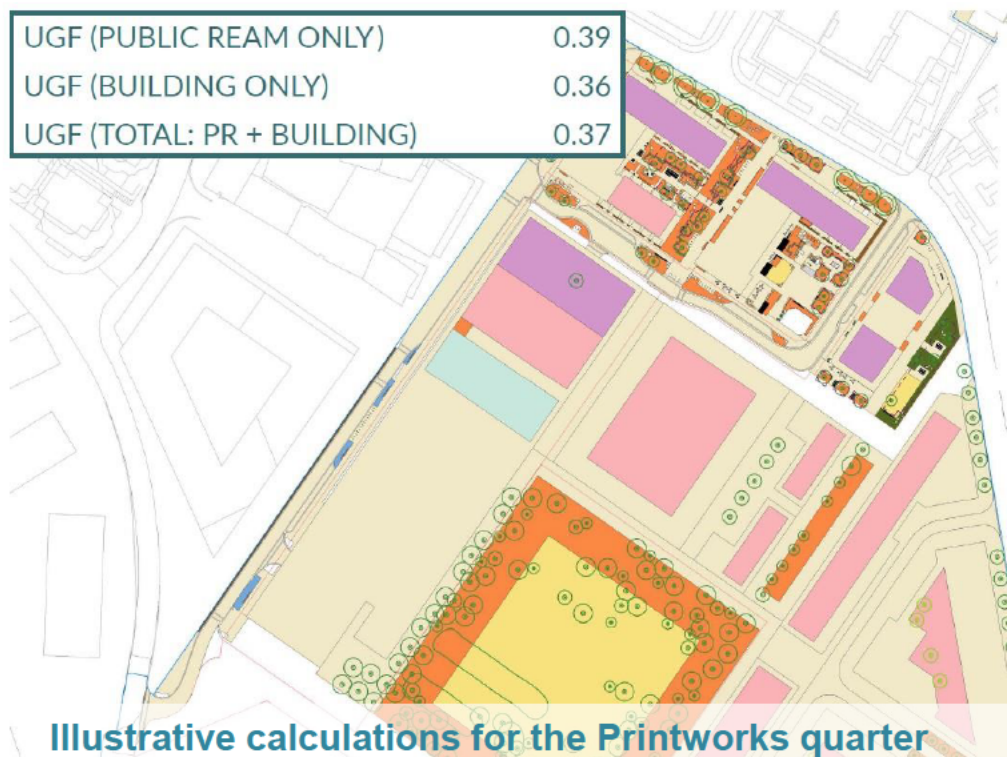 UGF (PUBLIC REAM ONLY) 0.39
UGF (BUILDING ONLY) 0.36
UGF (TOTAL: PR + BUILDING) 0.37
Illustrative calculations for the Printworks quarter